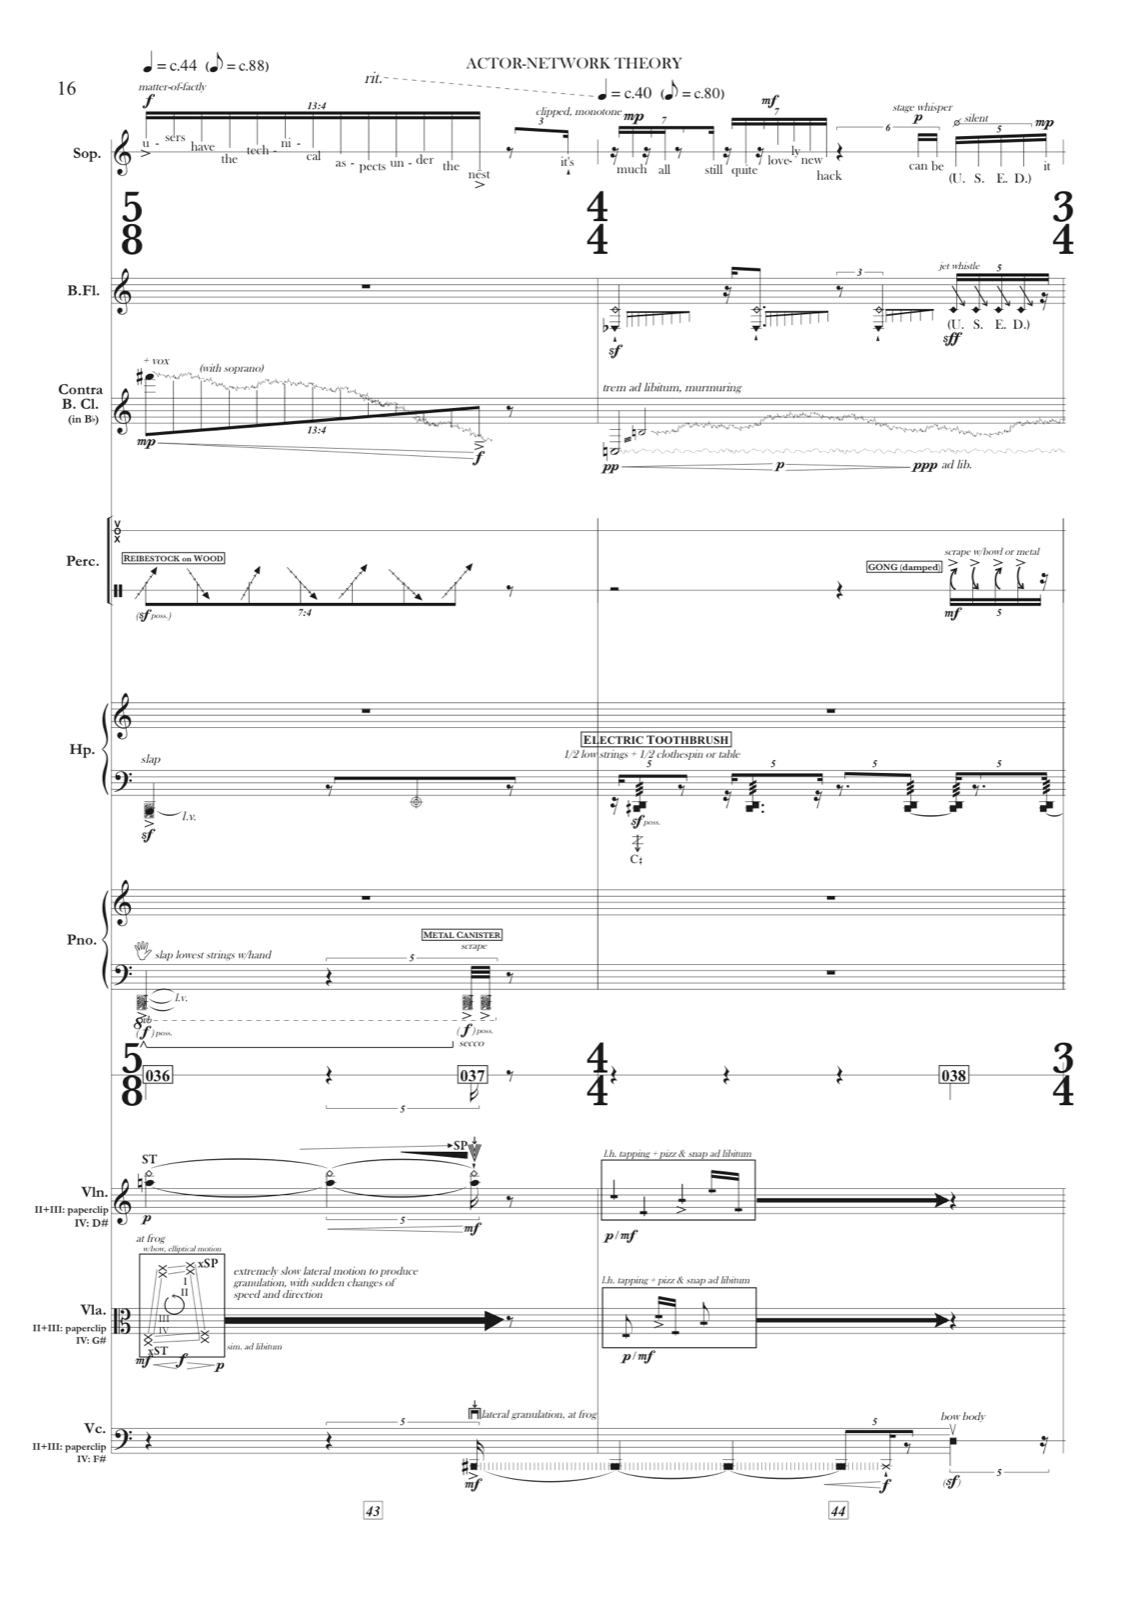 ACTOR-NETWORK THEORY
16
= c.44 ( = c.88)
rit.
= c.40 ( = c.80)
matter-of-factly
f
13:4
3
clipped, monotone
mp
7
mf
7
stage whisper
p
6
silent
5
mp
Sop.
u - sers have the tech - ni - cal as - pects un - der the nest it's
much all still quite love- ly new hack can be (U. S. E. D.) it
5
8
4
4
3
4
B.Fl.
3
jet whistle
5
(U. S. E. D.)
sf
sff
+ vox
(with soprano)
Contra
B. Cl.
(in B♭)
mp
13:4
f
trem ad libitum, murmuring
pp
p
ppp ad lib.
VOX
Perc.
REIBESTOCK on WOOD
(sf poss.)
7:4
GONG (damped)
scrape w/bowl or metal
mf
5
Hp.
slap
l.v.
sf
ELECTRIC TOOTHBRUSH
1/2 low strings + 1/2 clothespin or table
5
5
5
5
sf poss.
C♮
Pno.
slap lowest strings w/hand
METAL CANISTER
scrape
5
l.v.
8vb
(f) poss.
(f) poss.
secco
5
8
036
037
5
4
4
038
3
4
ST
SP
Vln.
II+III: paperclip
IV: D#
p
5
mf
l.h. tapping + pizz & snap ad libitum
p/mf
at frog
w/bow, elliptical motion
xSP
I
II
III
IV
xST
extremely slow lateral motion to produce
granulation, with sudden changes of
speed and direction
Vla.
II+III: paperclip
IV: G#
mf f p
sim. ad libitum
l.h. tapping + pizz & snap ad libitum
p/mf
Vc.
II+III: paperclip
IV: F#
5
lateral granulation, at frog
mf
5
f
bow body
(sf)
5
43
44